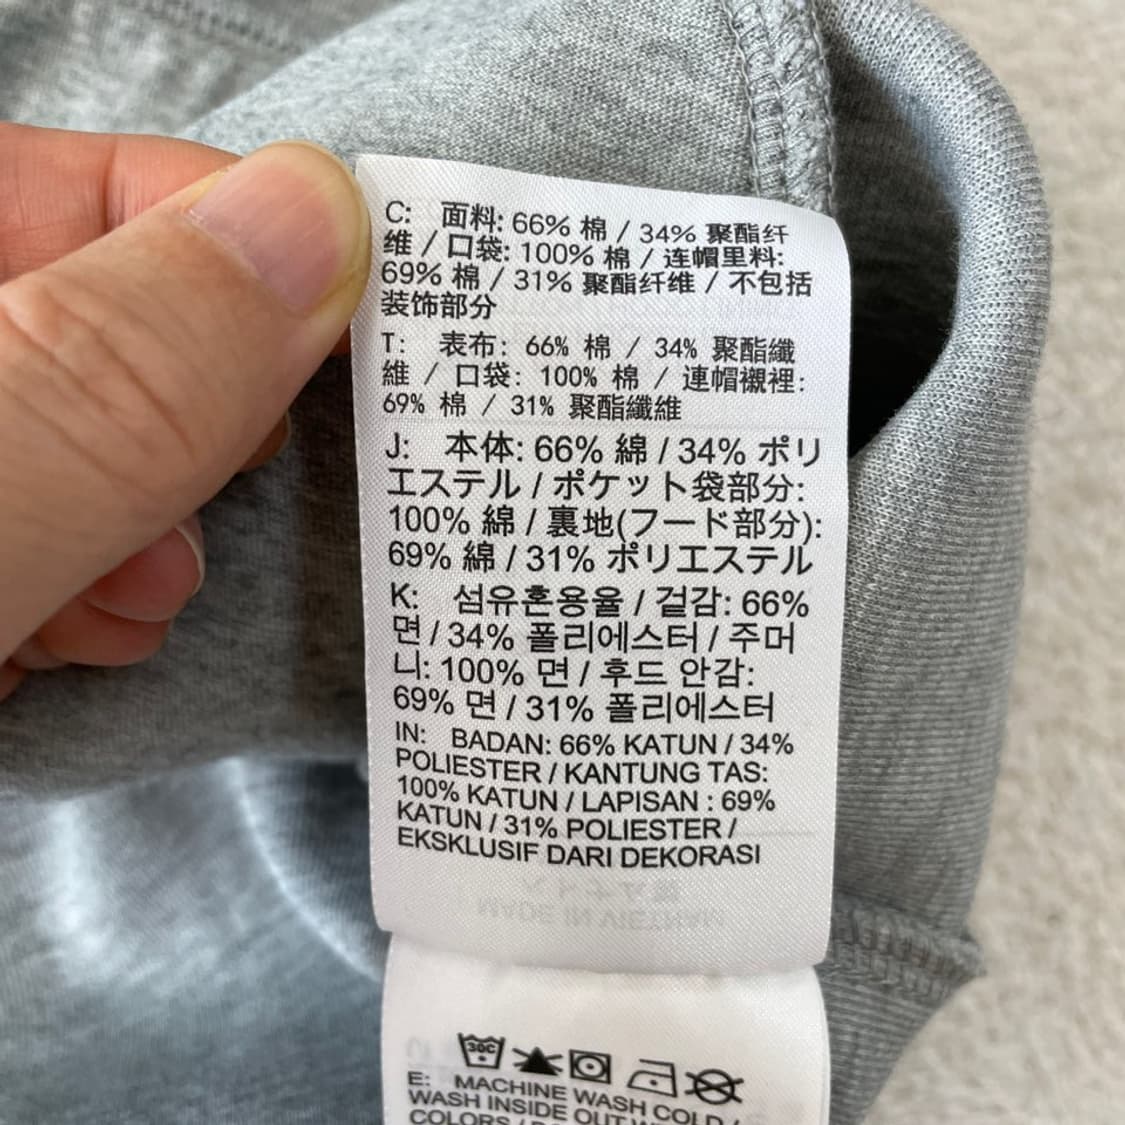 C: 面料: 66% 棉 / 34% 聚酯纤
维 / 口袋: 100% 棉 / 连帽里料:
69% 棉 / 31% 聚酯纤维 / 不包括
装饰部分
T: 表布: 66% 棉 / 34% 聚酯纖
維 / 口袋: 100% 棉 / 連帽襯裡:
69% 棉 / 31% 聚酯纖維
J: 本体: 66% 綿 / 34% ポリ
エステル / ポケット袋部分:
100% 綿 / 裏地(フード部分):
69% 綿 / 31% ポリエステル
K: 섬유혼용율 / 겉감: 66%
면 / 34% 폴리에스터 / 주머
니: 100% 면 / 후드 안감:
69% 면 / 31% 폴리에스터
IN: BADAN: 66% KATUN / 34%
POLIESTER / KANTUNG TAS:
100% KATUN / LAPISAN : 69%
KATUN / 31% POLIESTER /
EKSKLUSIF DARI DEKORASI
MADE IN VIETNAM
30C
E: MACHINE WASH COLD /
WASH INSIDE OUT
COLORS /